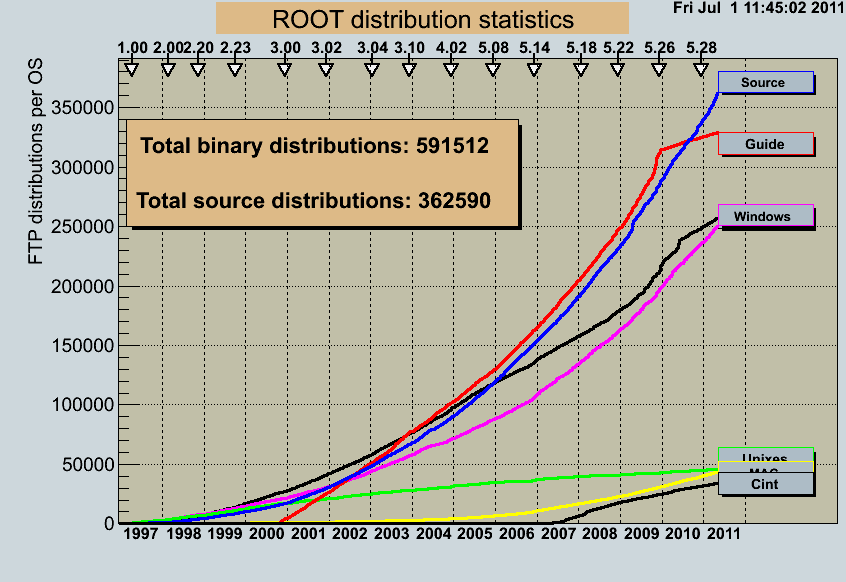 Fri Jul 1 11:45:02 2011
ROOT distribution statistics
1.00 2.00 2.20 2.23 3.00 3.02 3.04 3.10 4.02 5.08 5.14 5.18 5.22 5.26 5.28
FTP distributions per OS
350000
300000
250000
200000
150000
100000
50000
0
Total binary distributions: 591512
Total source distributions: 362590
Source
Guide
Windows
Unixes
MAC
Cint
1997 1998 1999 2000 2001 2002 2003 2004 2005 2006 2007 2008 2009 2010 2011